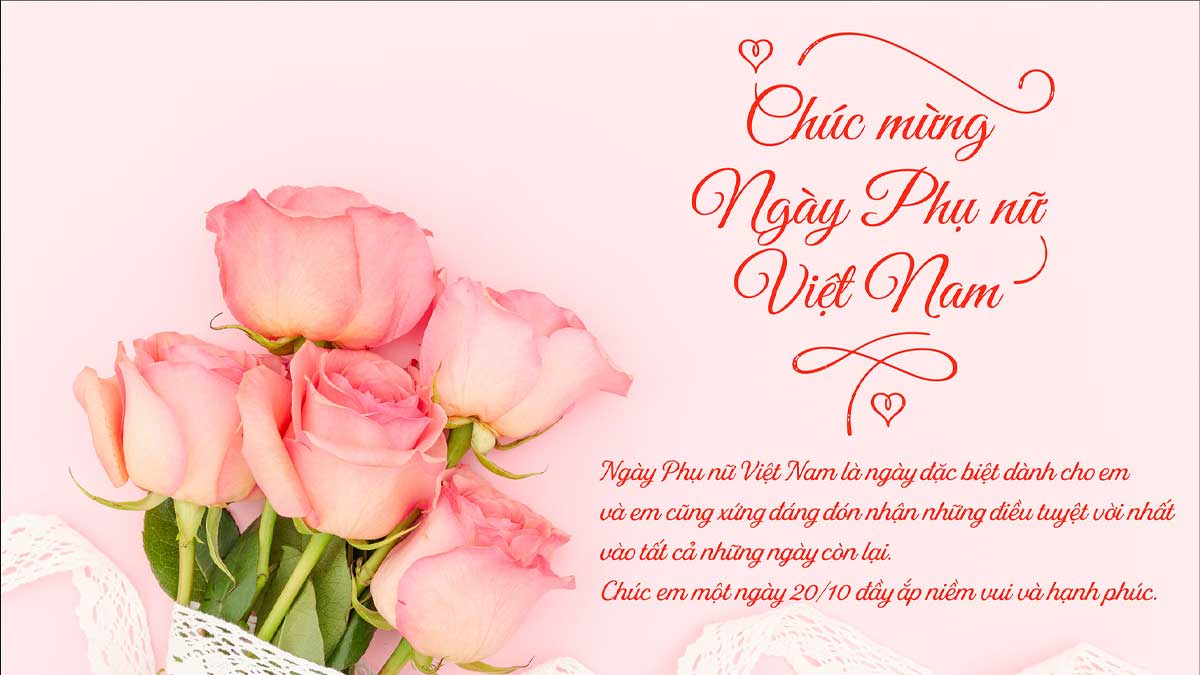 Chúc mừng
Ngày Phụ nữ
Việt Nam
Ngày Phụ nữ Việt Nam là ngày đặc biệt dành cho em
và em cũng xứng đáng đón nhận những điều tuyệt vời nhất
vào tất cả những ngày còn lại.
Chúc em một ngày 20/10 đầy ắp niềm vui và hạnh phúc.